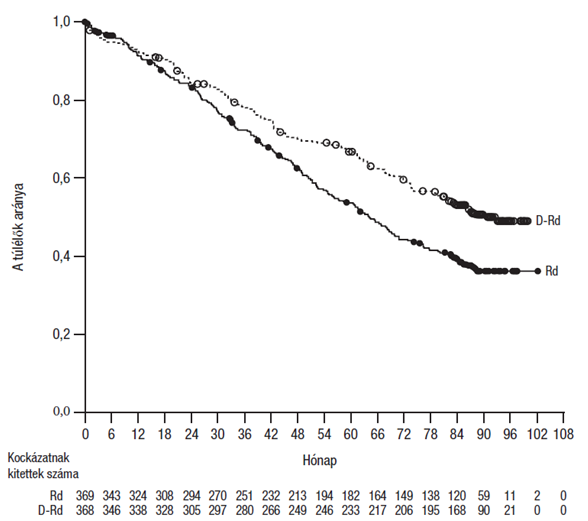 1,0
0,8
0,6
0,4
0,2
0,0
A túlélők aránya
D-Rd
Rd
0 6 12 18 24 30 36 42 48 54 60 66 72 78 84 90 96 102 108
Hónap
Kockázatnak
kitettek száma
Rd 369 343 324 308 294 270 251 232 213 194 182 164 149 138 120 59 11 2 0
D-Rd 368 346 338 328 305 297 280 266 249 246 233 217 206 195 168 90 21 0 0